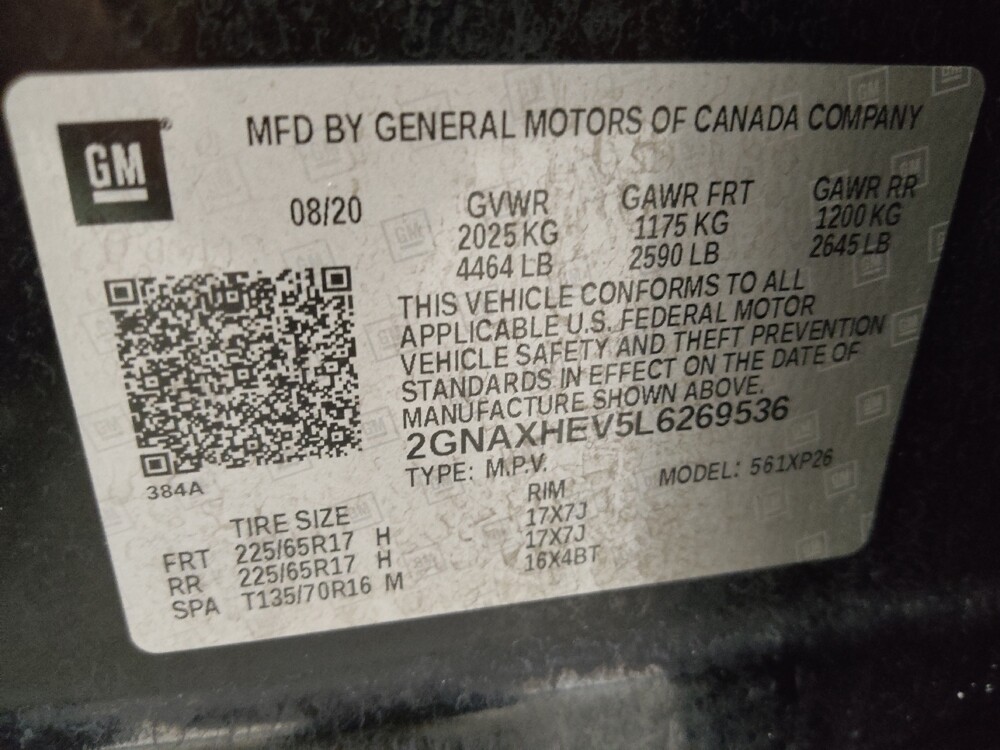 MFD BY GENERAL MOTORS OF CANADA COMPANY
GM ®
08/20
GVWR GAWR FRT GAWR RR
2025 KG 1175 KG 1200 KG
4464 LB 2590 LB 2645 LB
THIS VEHICLE CONFORMS TO ALL
APPLICABLE U.S. FEDERAL MOTOR
VEHICLE SAFETY AND THEFT PREVENTION
STANDARDS IN EFFECT ON THE DATE OF
MANUFACTURE SHOWN ABOVE.
2GNAXHEV5L6269536
TYPE: M.P.V. MODEL: 561XP26
384A
TIRE SIZE RIM
FRT 225/65R17 H 17X7J
RR 225/65R17 H 17X7J
SPA T135/70R16 M 16X4BT